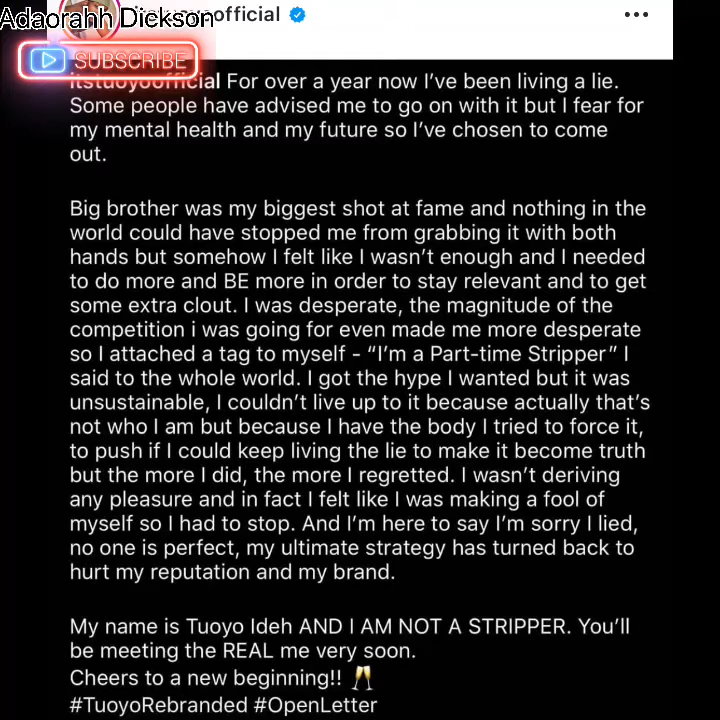 Adaorahh Dickson
official
SUBSCRIBE
itstuoyoofficial For over a year now I’ve been living a lie.
Some people have advised me to go on with it but I fear for
my mental health and my future so I’ve chosen to come
out.
Big brother was my biggest shot at fame and nothing in the
world could have stopped me from grabbing it with both
hands but somehow I felt like I wasn’t enough and I needed
to do more and BE more in order to stay relevant and to get
some extra clout. I was desperate, the magnitude of the
competition i was going for even made me more desperate
so I attached a tag to myself - “I’m a Part-time Stripper” I
said to the whole world. I got the hype I wanted but it was
unsustainable, I couldn’t live up to it because actually that’s
not who I am but because I have the body I tried to force it,
to push if I could keep living the lie to make it become truth
but the more I did, the more I regretted. I wasn’t deriving
any pleasure and in fact I felt like I was making a fool of
myself so I had to stop. And I’m here to say I’m sorry I lied,
no one is perfect, my ultimate strategy has turned back to
hurt my reputation and my brand.
My name is Tuoyo Ideh AND I AM NOT A STRIPPER. You’ll
be meeting the REAL me very soon.
Cheers to a new beginning!! 🥂
#TuoyoRebranded #OpenLetter